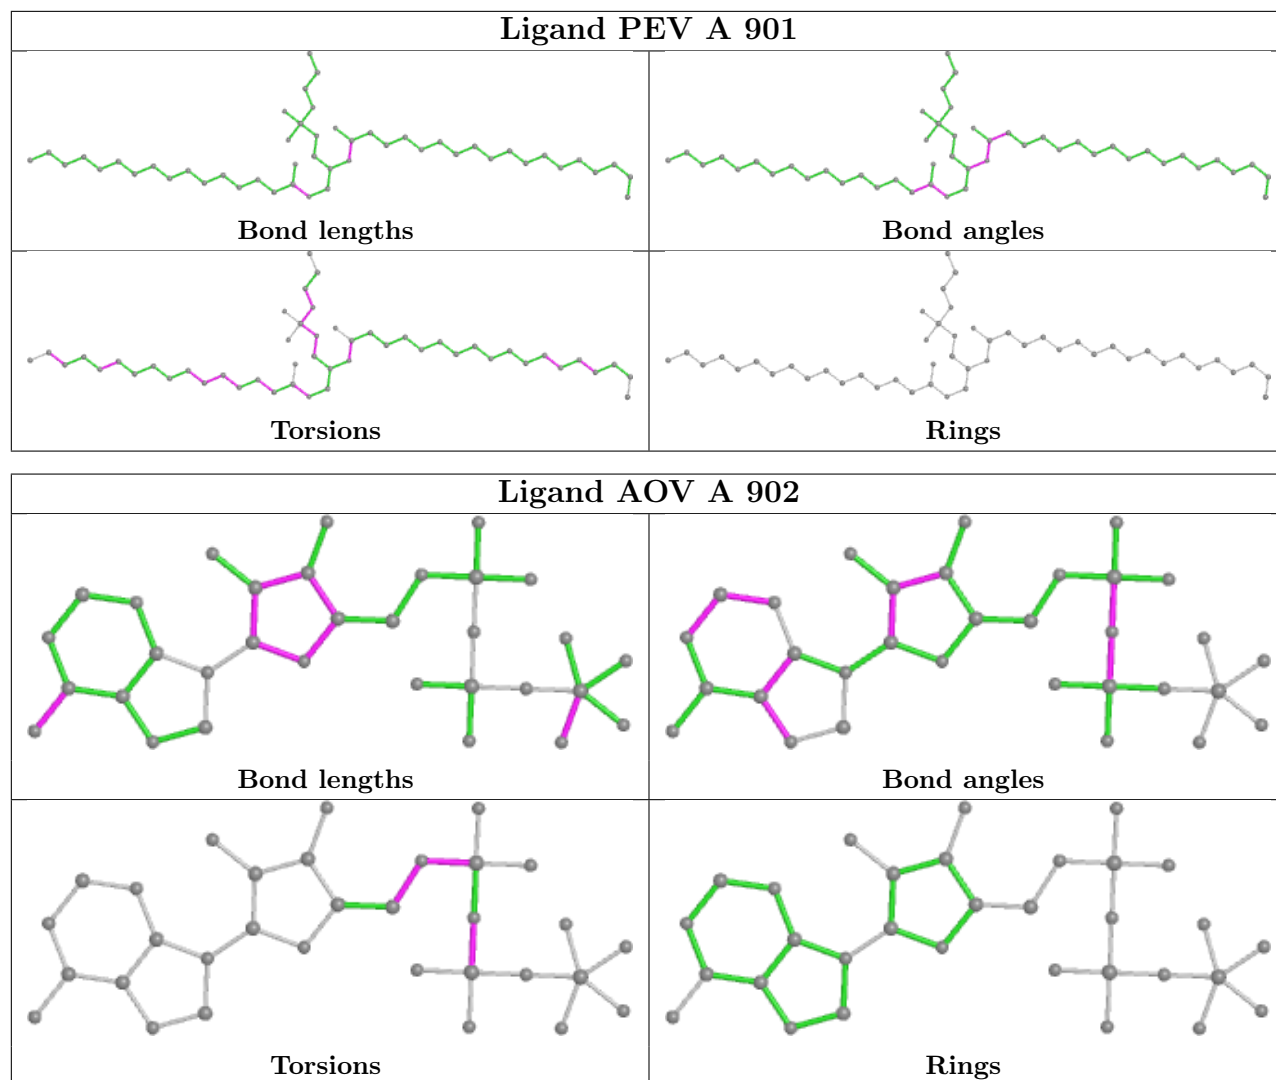 Ligand PEV A 901
Bond lengths
Bond angles
Torsions
Rings
Ligand AOV A 902
Bond lengths
Bond angles
Torsions
Rings